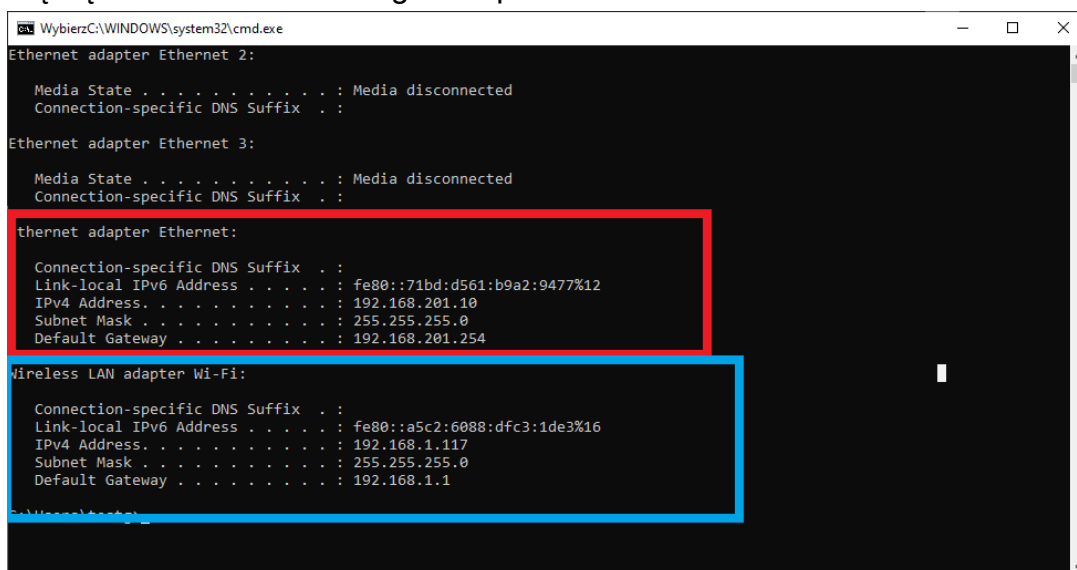 WybierzC:\WINDOWS\system32\cmd.exe
Ethernet adapter Ethernet 2:
Media State . . . . . . . . . . . : Media disconnected
Connection-specific DNS Suffix . :
Ethernet adapter Ethernet 3:
Media State . . . . . . . . . . . : Media disconnected
Connection-specific DNS Suffix . :
thernet adapter Ethernet:
Connection-specific DNS Suffix . :
Link-local IPv6 Address . . . . . : fe80::71bd:d561:b9a2:9477%12
IPv4 Address. . . . . . . . . . . : 192.168.201.10
Subnet Mask . . . . . . . . . . . : 255.255.255.0
Default Gateway . . . . . . . . . : 192.168.201.254
Wireless LAN adapter Wi-Fi:
Connection-specific DNS Suffix . :
Link-local IPv6 Address . . . . . : fe80::a5c2:6088:dfc3:1de3%16
IPv4 Address. . . . . . . . . . . : 192.168.1.117
Subnet Mask . . . . . . . . . . . : 255.255.255.0
Default Gateway . . . . . . . . . : 192.168.1.1